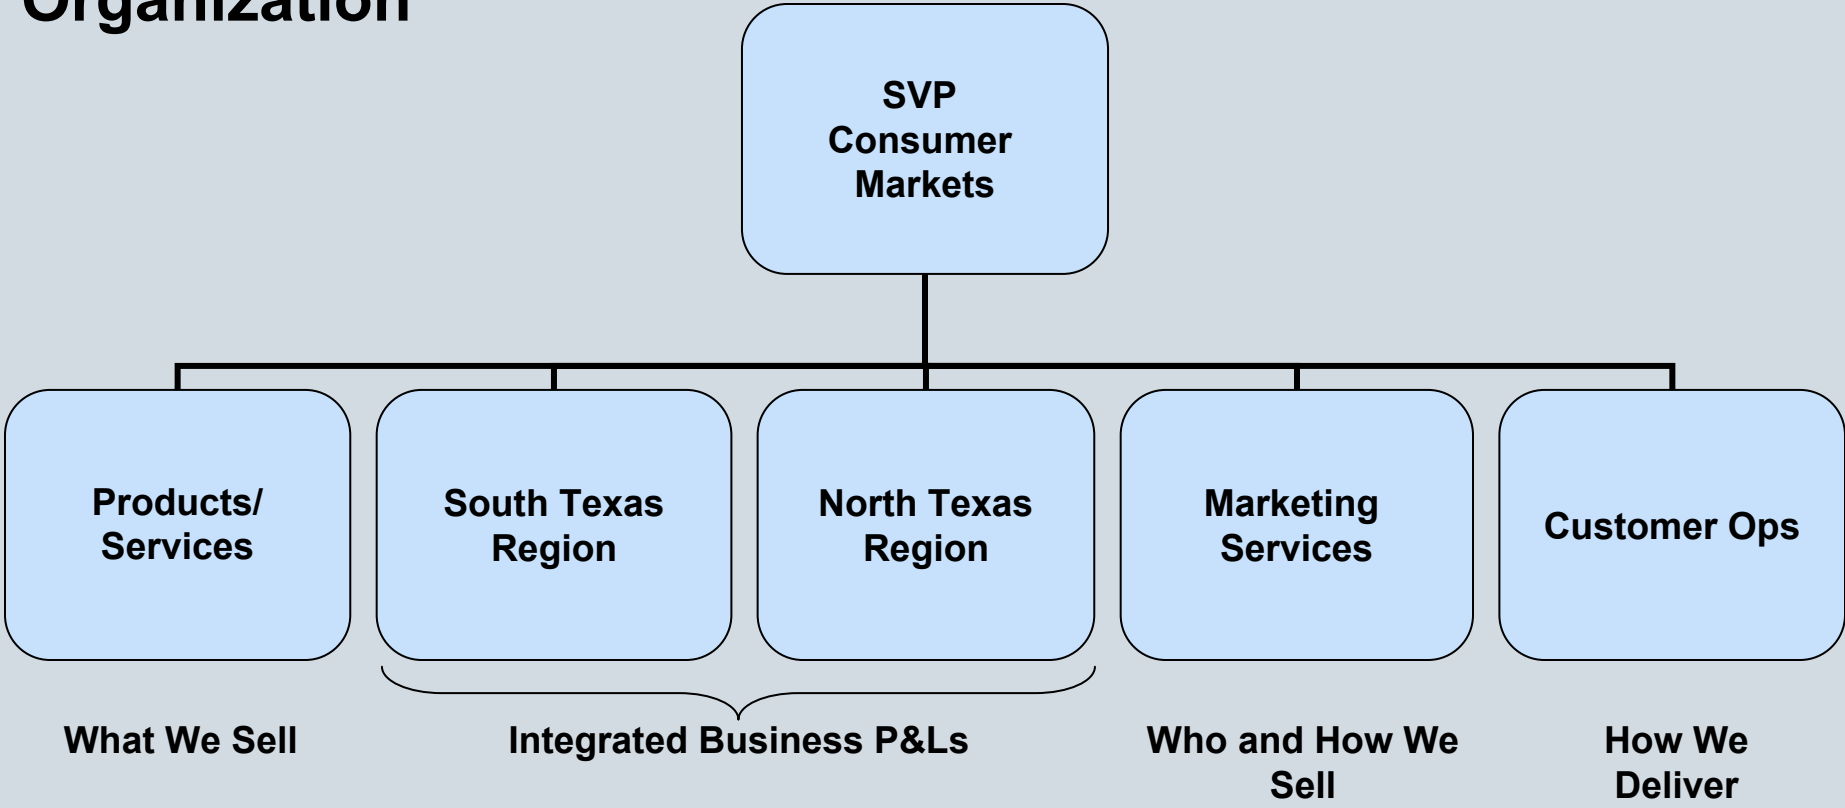 Organization
SVP
Consumer
Markets
Products/
Services
South Texas
Region
North Texas
Region
Marketing
Services
Customer Ops
What We Sell
Integrated Business P&Ls
Who and How We
Sell
How We
Deliver